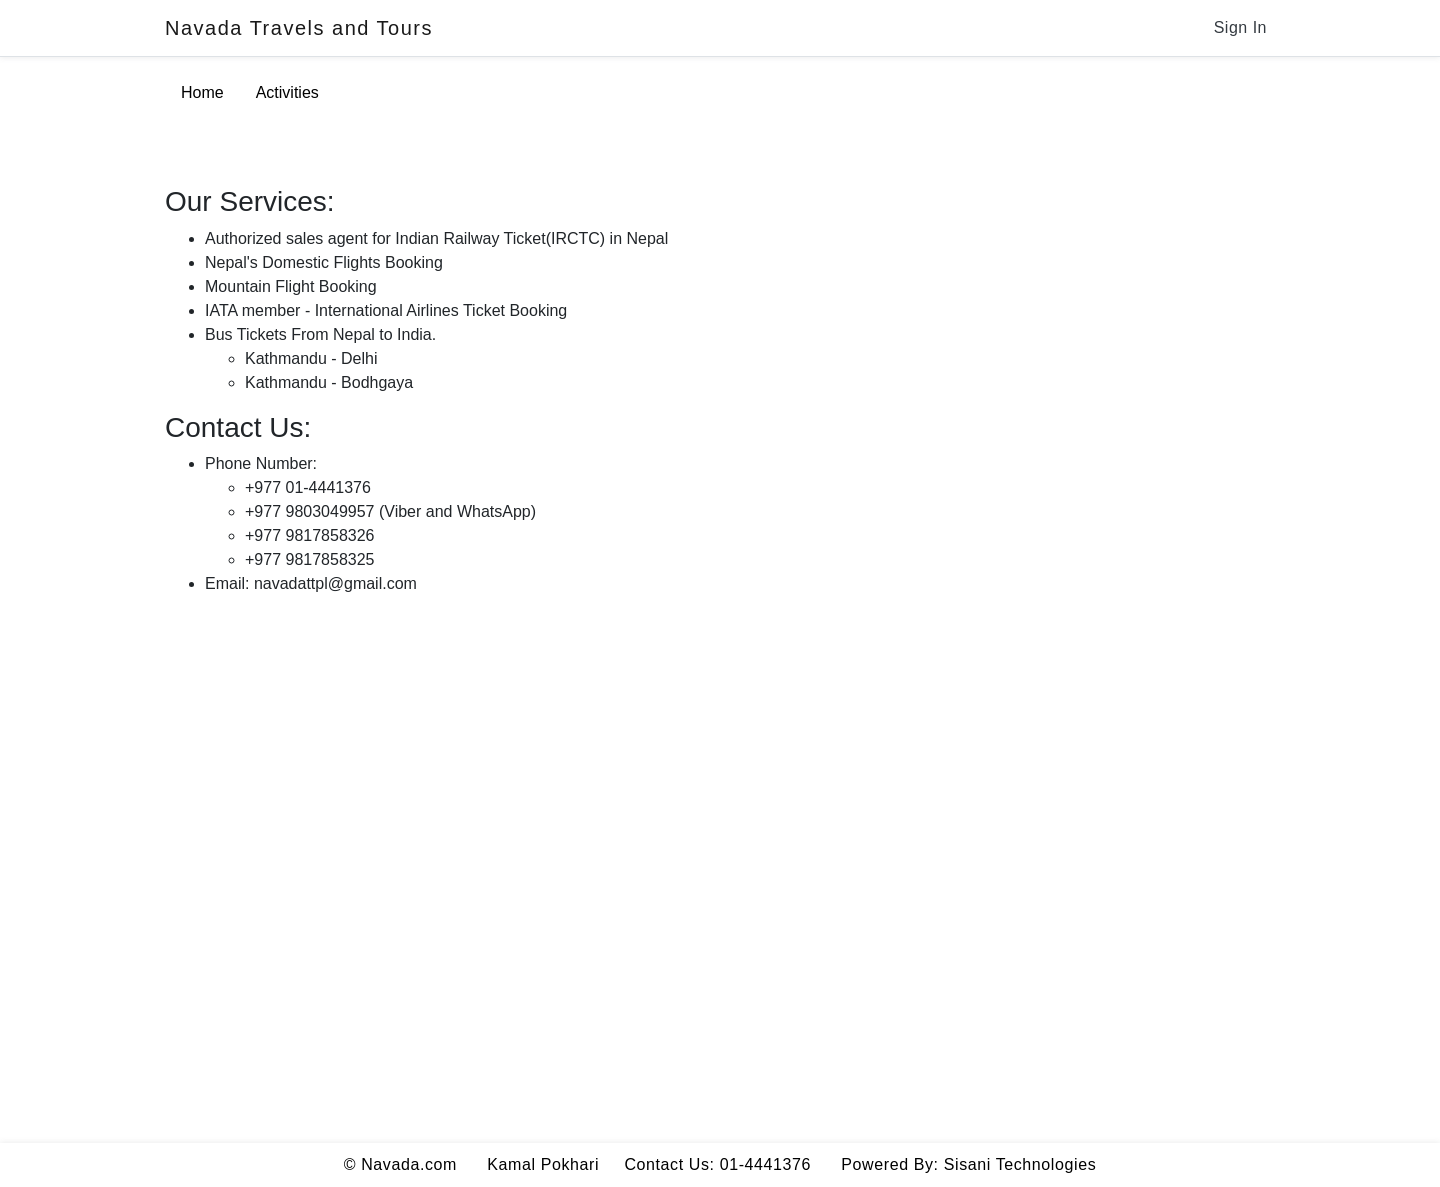 Navada Travels and Tours
Sign In
Home
Activities
Our Services:
Authorized sales agent for Indian Railway Ticket(IRCTC) in Nepal
Nepal's Domestic Flights Booking
Mountain Flight Booking
IATA member - International Airlines Ticket Booking
Bus Tickets From Nepal to India.
Kathmandu - Delhi
Kathmandu - Bodhgaya
Contact Us:
Phone Number:
+977 01-4441376
+977 9803049957 (Viber and WhatsApp)
+977 9817858326
+977 9817858325
Email: navadattpl@gmail.com
© Navada.com Kamal Pokhari Contact Us: 01-4441376 Powered By: Sisani Technologies